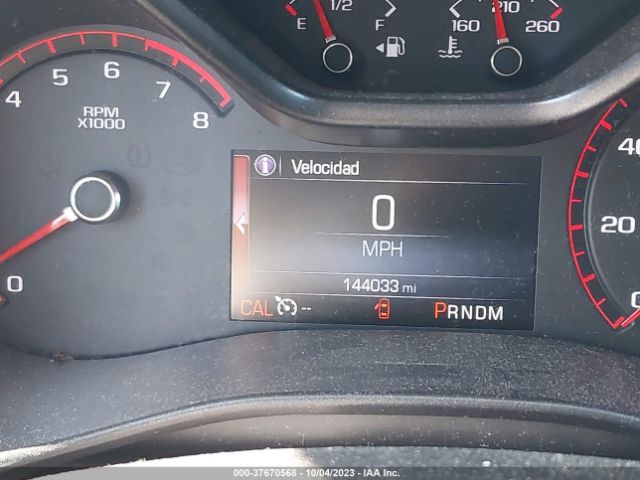 1/2
E
F
210
160
260
4
5
6
7
8
RPM
X1000
0
Velocidad
0
MPH
144033 mi
CAL
--
PRNDM
40
20
0
000-37670568 - 10/04/2023 - IAA Inc.